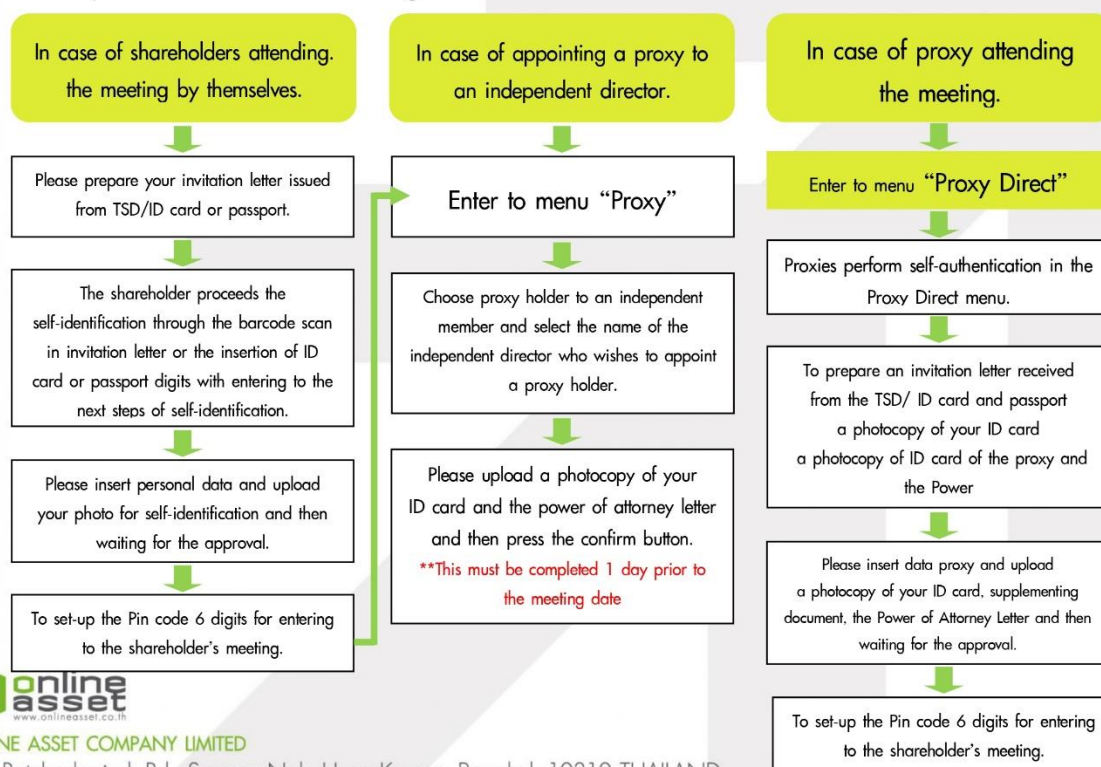 In case of shareholders attending.
the meeting by themselves.
Please prepare your invitation letter issued
from TSD/ID card or passport.
The shareholder proceeds the
self-identification through the barcode scan
in invitation letter or the insertion of ID
card or passport digits with entering to the
next steps of self-identification.
Please insert personal data and upload
your photo for self-identification and then
waiting for the approval.
To set-up the Pin code 6 digits for entering
to the shareholder's meeting.
In case of appointing a proxy to
an independent director.
Enter to menu “Proxy”
Choose proxy holder to an independent
member and select the name of the
independent director who wishes to appoint
a proxy holder.
Please upload a photocopy of your
ID card and the power of attorney letter
and then press the confirm button.
**This must be completed 1 day prior to
the meeting date
In case of proxy attending
the meeting.
Enter to menu “Proxy Direct”
Proxies perform self-authentication in the
Proxy Direct menu.
To prepare an invitation letter received
from the TSD/ ID card and passport
a photocopy of your ID card
a photocopy of ID card of the proxy and
the Power
Please insert data proxy and upload
a photocopy of your ID card, supplementing
document, the Power of Attorney Letter and then
waiting for the approval.
To set-up the Pin code 6 digits for entering
to the shareholder's meeting.
online
asset
www.onlineasset.co.th
NE ASSET COMPANY LIMITED